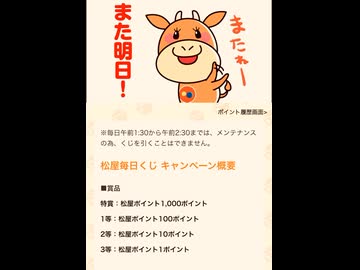 また明日！
またねー
ポイント履歴画面>
※毎日午前1:30から午前2:30までは、メンテナンス
の為、くじを引くことはできません。
松屋毎日くじ キャンペーン概要
■賞品
特賞：松屋ポイント1,000ポイント
1等：松屋ポイント100ポイント
2等：松屋ポイント10ポイント
3等：松屋ポイント1ポイント